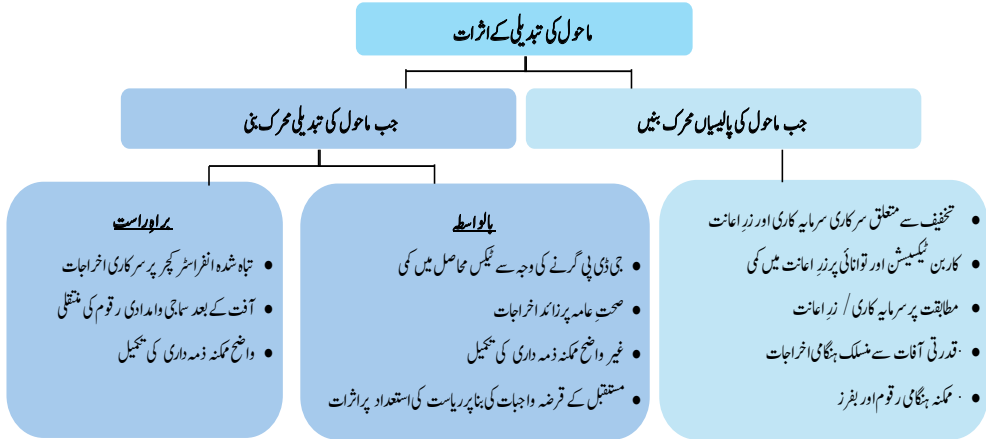 ماحول کی تبدیلی کے اثرات
جب ماحول کی پالیسیاں محرک بنیں
جب ماحول کی تبدیلی محرک بنی
• تخفیف سے متعلق سرکاری سرمایہ کاری اور زرِ اعانت
• کاربن ٹیکسیشن اور توانائی پر زرِ اعانت میں کمی
• مطابقت پر سرمایہ کاری / زرِ اعانت
• قدرتی آفات سے منسلک ہنگامی اخراجات
• ممکنہ ہنگامی رقوم اور بفرز
بالواسطہ
• جی ڈی پی گرنے کی وجہ سے ٹیکس محاصل میں کمی
• صحتِ عامہ پر زائد اخراجات
• غیر واضح ممکنہ ذمہ داری کی تکمیل
• مستقبل کے قرضہ واجبات کی بنا پر ریاست کی استعداد پر اثرات
براہِ راست
• تباہ شدہ انفراسٹرکچر پر سرکاری اخراجات
• آفت کے بعد سماجی و امدادی رقوم کی منتقلی
• واضح ممکنہ ذمہ داری کی تکمیل